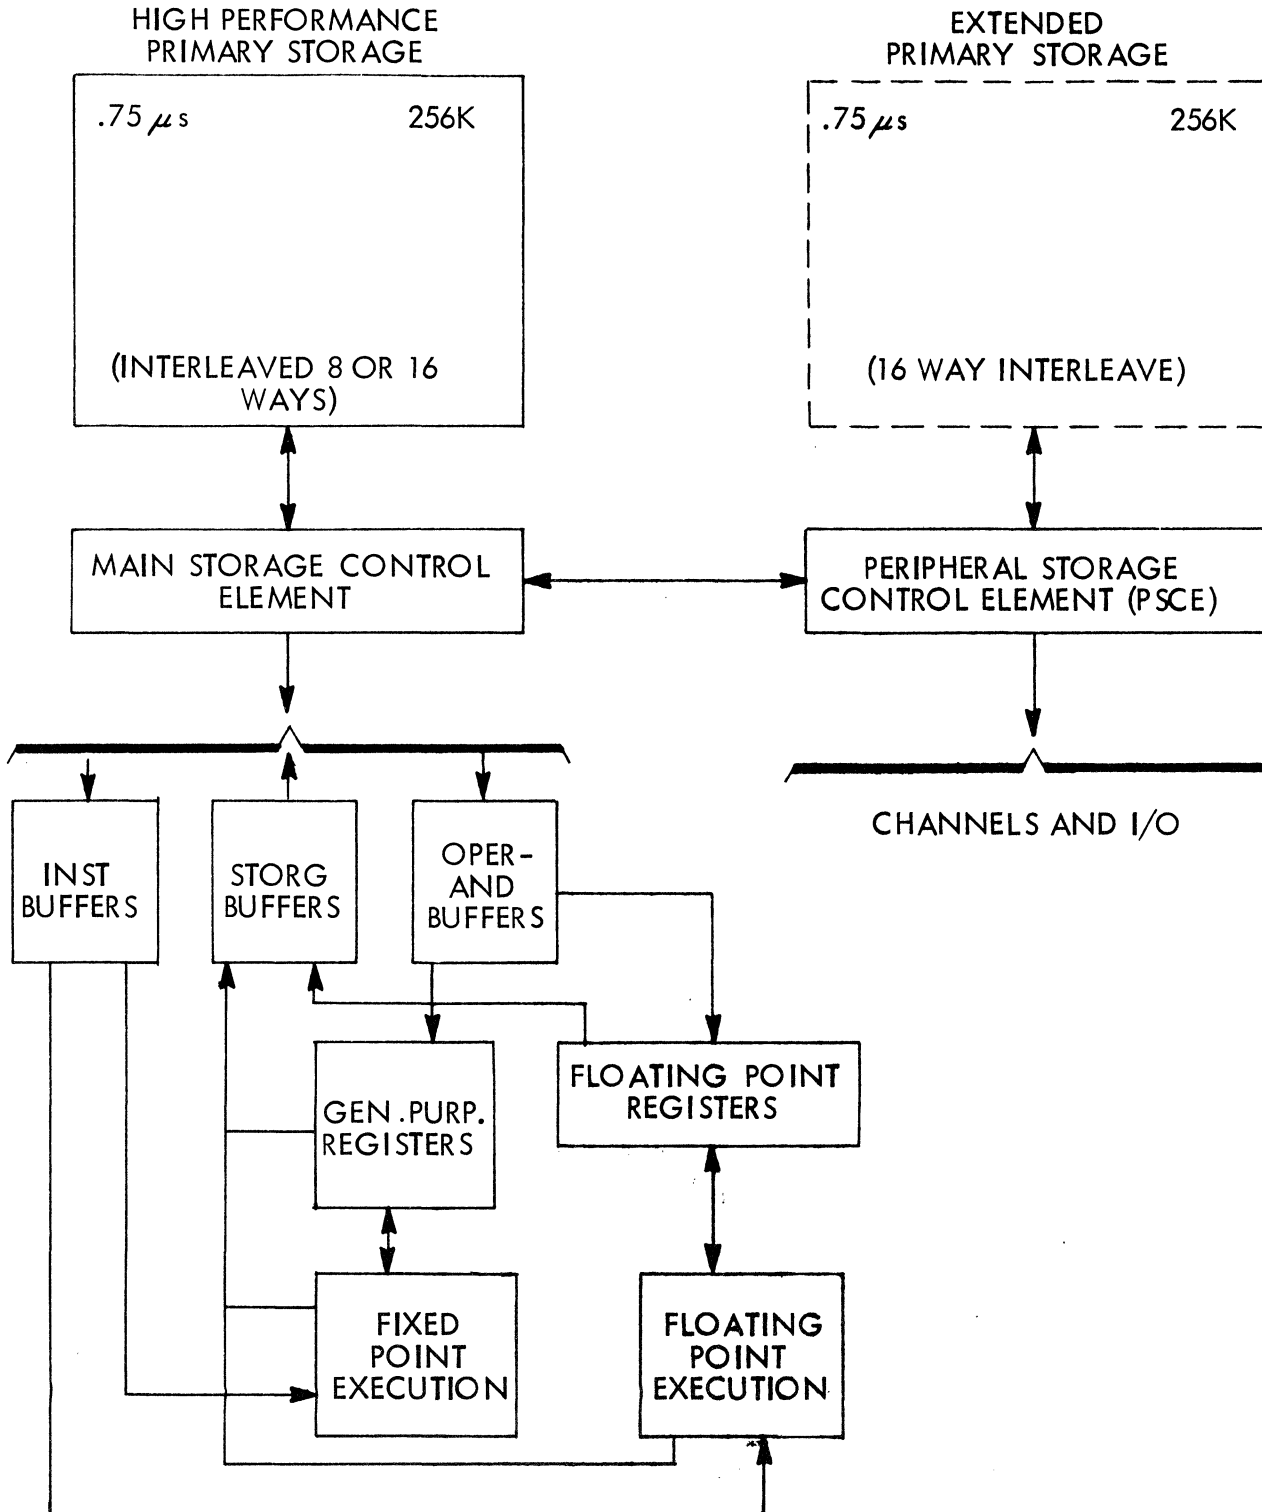 HIGH PERFORMANCE
PRIMARY STORAGE
.75 μs 256K
(INTERLEAVED 8 OR 16
WAYS)
EXTENDED
PRIMARY STORAGE
.75 μs 256K
(16 WAY INTERLEAVE)
MAIN STORAGE CONTROL
ELEMENT
PERIPHERAL STORAGE
CONTROL ELEMENT (PSCE)
CHANNELS AND I/O
INST
BUFFERS
STORG
BUFFERS
OPER-
AND
BUFFERS
GEN.PURP.
REGISTERS
FLOATING POINT
REGISTERS
FIXED
POINT
EXECUTION
FLOATING
POINT
EXECUTION